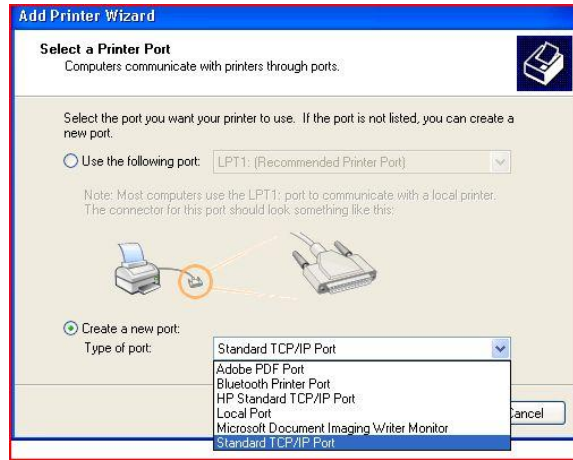 Add Printer Wizard
Select a Printer Port
Computers communicate with printers through ports.
Select the port you want your printer to use. If the port is not listed, you can create a
new port.
Use the following port:
LPT1: (Recommended Printer Port)
Note: Most computers use the LPT1: port to communicate with a local printer.
The connector for this port should look something like this:
Create a new port:
Type of port:
Standard TCP/IP Port
Adobe PDF Port
Bluetooth Printer Port
HP Standard TCP/IP Port
Local Port
Microsoft Document Imaging Writer Monitor
Standard TCP/IP Port
Cancel